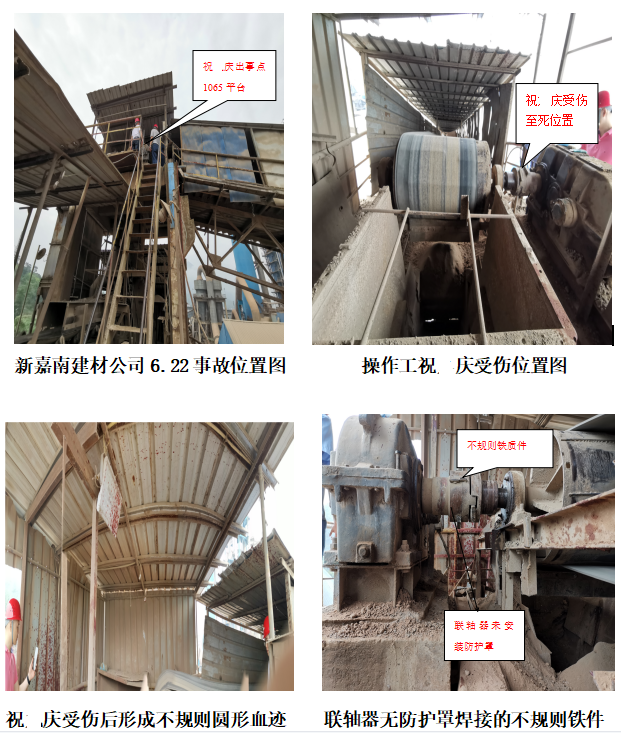 祝 庆出事点
1065平台
祝 庆受伤
至死位置
新嘉南建材公司6.22事故位置图
操作工祝 庆受伤位置图
不规则铁质件
联轴器未安
装防护罩
祝 庆受伤后形成不规则圆形血迹
联轴器无防护罩焊接的不规则铁件